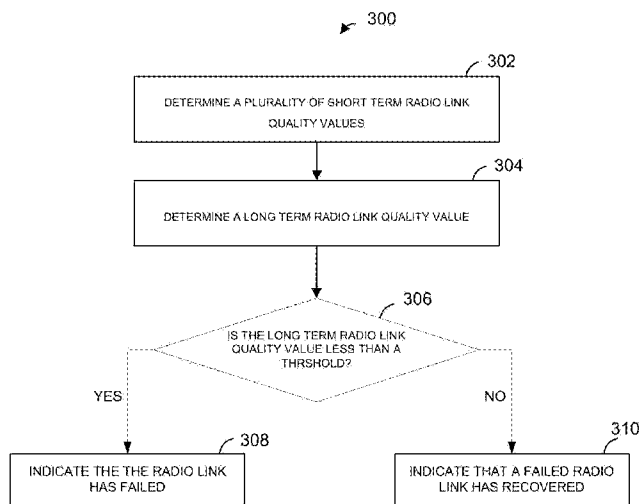 300
302
DETERMINE A PLURALITY OF SHORT TERM RADIO LINK
QUALITY VALUES
304
DETERMINE A LONG TERM RADIO LINK QUALITY VALUE
306
IS THE LONG TERM RADIO LINK
QUALITY VALUE LESS THAN A
THRSHOLD?
YES
NO
308
INDICATE THE THE RADIO LINK
HAS FAILED
310
INDICATE THAT A FAILED RADIO
LINK HAS RECOVERED